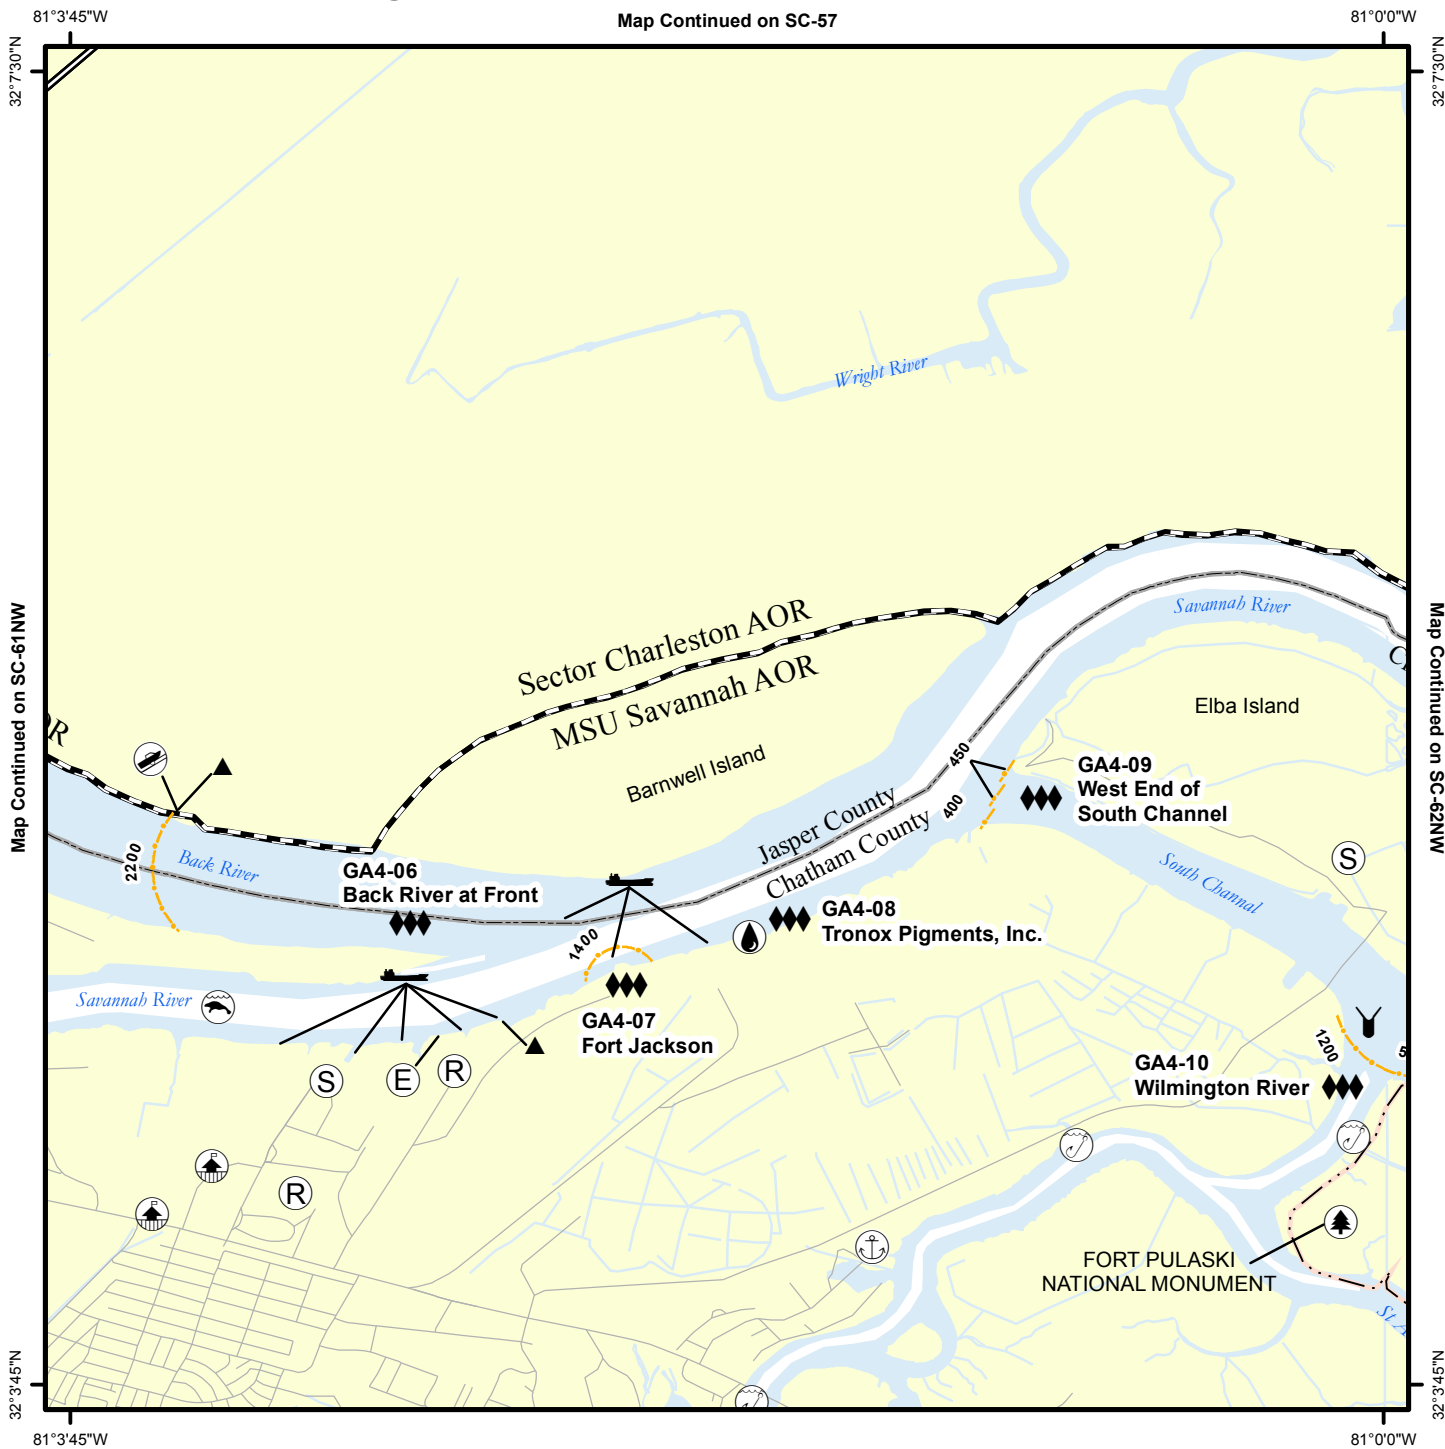 81°3'45"W
Map Continued on SC-57
81°0'0"W
32°7'30"N
32°7'30"N
Wright River
Sector Charleston AOR
MSU Savannah AOR
Barnwell Island
Savannah River
Elba Island
Map Continued on SC-61NW
Map Continued on SC-62NW
OR
450
400
GA4-09
West End of
South Channel
Jasper County
Chatham County
2200
Back River
GA4-06
Back River at Front
S
South Channal
GA4-08
Tronox Pigments, Inc.
1400
Savannah River
GA4-07
Fort Jackson
S
E
R
1200
5
GA4-10
Wilmington River
R
FORT PULASKI
NATIONAL MONUMENT
32°3'45"N
32°3'45"N
81°3'45"W
81°0'0"W